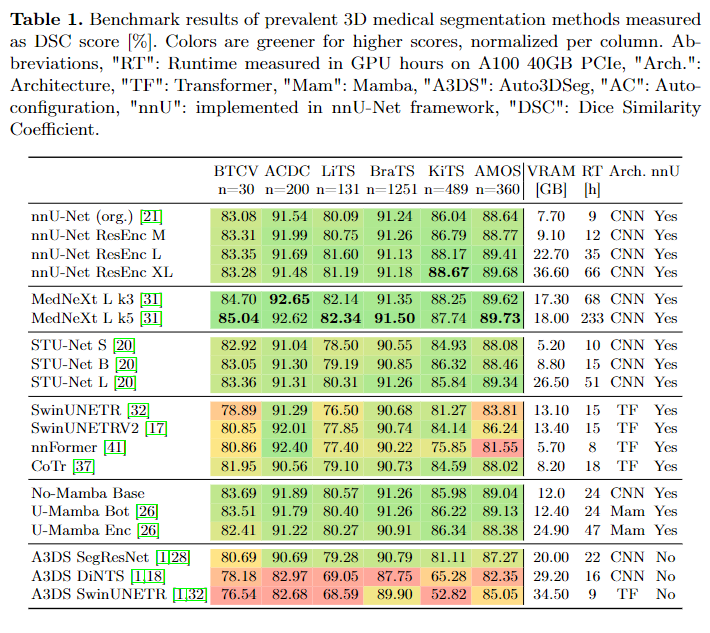 Table 1. Benchmark results of prevalent 3D medical segmentation methods measured
as DSC score [%]. Colors are greener for higher scores, normalized per column. Ab-
breviations, "RT": Runtime measured in GPU hours on A100 40GB PCIe, "Arch.":
Architecture, "TF": Transformer, "Mam": Mamba, "A3DS": Auto3DSeg, "AC": Auto-
configuration, "nnU": implemented in nnU-Net framework, "DSC": Dice Similarity
Coefficient.
BTCV ACDC LiTS BraTS KiTS AMOS VRAM RT Arch. nnU
n=30 n=200 n=131 n=1251 n=489 n=360 [GB] [h]
nnU-Net (org.) [21] 83.08 91.54 80.09 91.24 86.04 88.64 7.70 9 CNN Yes
nnU-Net ResEnc M 83.31 91.99 80.75 91.26 86.79 88.77 9.10 12 CNN Yes
nnU-Net ResEnc L 83.35 91.69 81.60 91.13 88.17 89.41 22.70 35 CNN Yes
nnU-Net ResEnc XL 83.28 91.48 81.19 91.18 88.67 89.68 36.60 66 CNN Yes
MedNeXt L k3 [31] 84.70 92.65 82.14 91.35 88.25 89.62 17.30 68 CNN Yes
MedNeXt L k5 [31] 85.04 92.62 82.34 91.50 87.74 89.73 18.00 233 CNN Yes
STU-Net S [20] 82.92 91.04 78.50 90.55 84.93 88.08 5.20 10 CNN Yes
STU-Net B [20] 83.05 91.30 79.19 90.85 86.32 88.46 8.80 15 CNN Yes
STU-Net L [20] 83.36 91.31 80.31 91.26 85.84 89.34 26.50 51 CNN Yes
SwinUNETR [32] 78.89 91.29 76.50 90.68 81.27 83.81 13.10 15 TF Yes
SwinUNETRV2 [17] 80.85 92.01 77.85 90.74 84.14 86.24 13.40 15 TF Yes
nnFormer [41] 80.86 92.40 77.40 90.22 75.85 81.55 5.70 8 TF Yes
CoTr [37] 81.95 90.56 79.10 90.73 84.59 88.02 8.20 18 TF Yes
No-Mamba Base 83.69 91.89 80.57 91.26 85.98 89.04 12.0 24 CNN Yes
U-Mamba Bot [26] 83.51 91.79 80.40 91.26 86.22 89.13 12.40 24 Mam Yes
U-Mamba Enc [26] 82.41 91.22 80.27 90.91 86.34 88.38 24.90 47 Mam Yes
A3DS SegResNet [1,28] 80.69 90.69 79.28 90.79 81.11 87.27 20.00 22 CNN No
A3DS DiNTS [1,18] 78.18 82.97 69.05 87.75 65.28 82.35 29.20 16 CNN No
A3DS SwinUNETR [1,32] 76.54 82.68 68.59 89.90 52.82 85.05 34.50 9 TF No